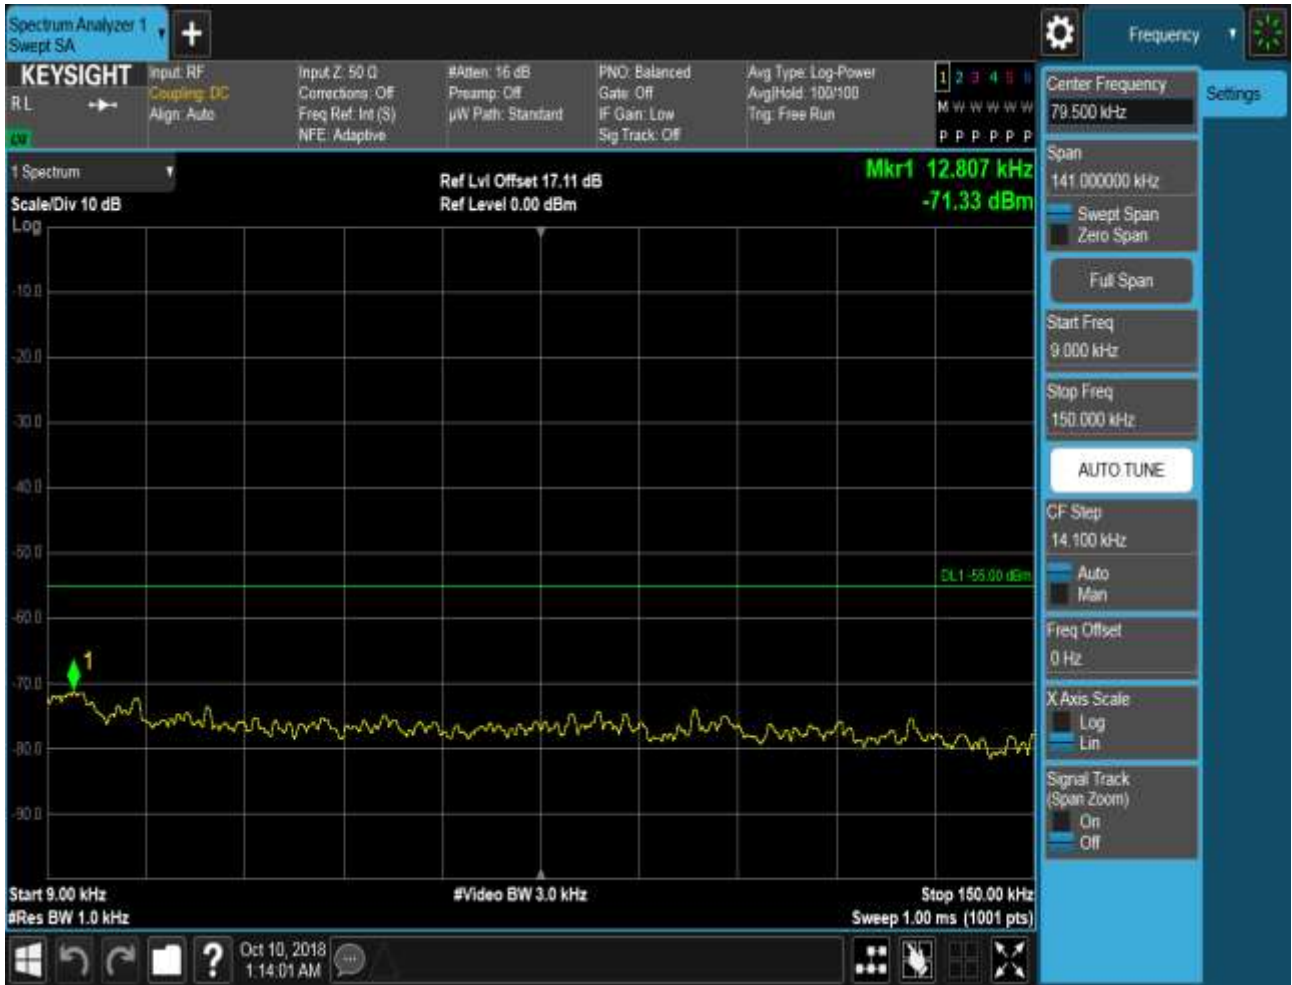 Spectrum Analyzer 1
Swept SA
Frequency
KEYSIGHT
RL
Input: RF
Coupling: DC
Align: Auto
Input Z: 50 Ω
Corrections: Off
Freq Ref: Int (S)
NFE: Adaptive
#Atten: 16 dB
Preamp: Off
µW Path: Standard
PNO: Balanced
Gate: Off
IF Gain: Low
Sig Track: Off
Avg Type: Log-Power
Avg|Hold: 100/100
Trig: Free Run
1 2 3 4 5 6
M W W W W W
P P P P P P
1 Spectrum
Scale/Div 10 dB
Log
Ref Lvl Offset 17.11 dB
Ref Level 0.00 dBm
Mkr1 12.807 kHz
-71.33 dBm
-10.0
-20.0
-30.0
-40.0
-50.0
DL1 -55.00 dBm
-60.0
1
-70.0
-80.0
-90.0
Start 9.00 kHz
#Res BW 1.0 kHz
#Video BW 3.0 kHz
Stop 150.00 kHz
Sweep 1.00 ms (1001 pts)
Center Frequency
79.500 kHz
Settings
Span
141.000000 kHz
Swept Span
Zero Span
Full Span
Start Freq
9.000 kHz
Stop Freq
150.000 kHz
AUTO TUNE
CF Step
14.100 kHz
Auto
Man
Freq Offset
0 Hz
X Axis Scale
Log
Lin
Signal Track
(Span Zoom)
On
Off
?
Oct 10, 2018
1:14:01 AM